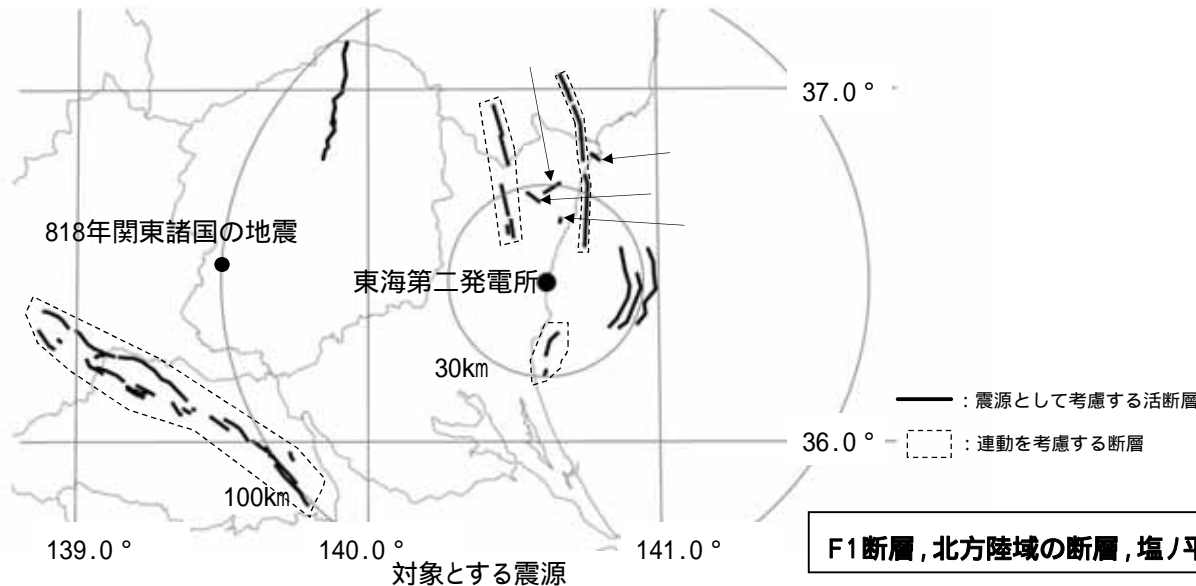 37.0°
818年関東諸国の地震
東海第二発電所
30km
：震源として考慮する活断層
36.0°
：連動を考慮する断層
100km
139.0°
140.0°
141.0°
F1断層，北方陸域の断層，塩ノ平
対象とする震源